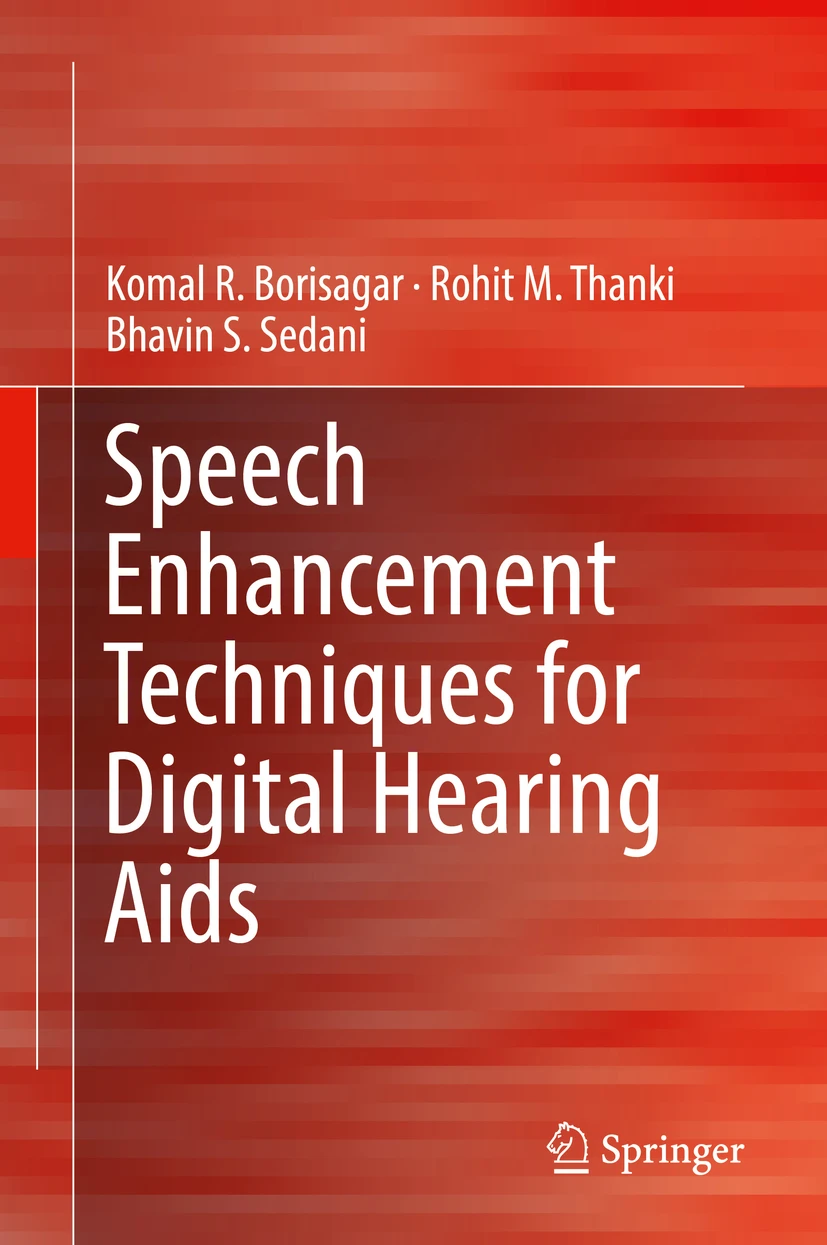 Komal R. Borisagar · Rohit M. Thanki
Bhavin S. Sedani
Speech
Enhancement
Techniques for
Digital Hearing
Aids
Springer